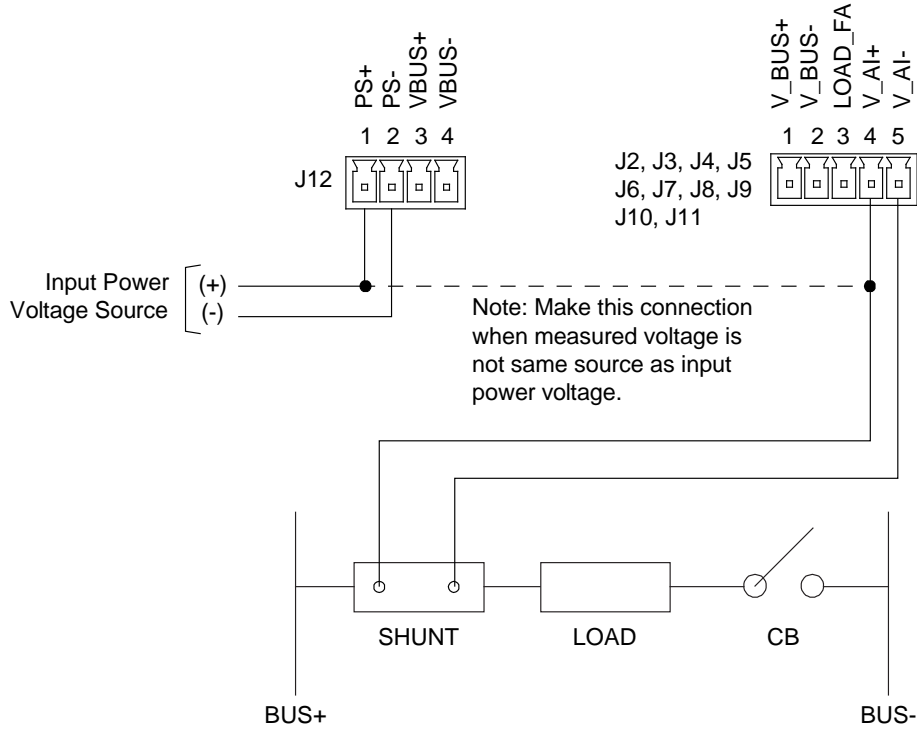 PS+
PS-
VBUS+
VBUS-
1 2 3 4
J12
V_BUS+
V_BUS-
LOAD_FA
V_AI+
V_AI-
1 2 3 4 5
J2, J3, J4, J5
J6, J7, J8, J9
J10, J11
Input Power (+)
Voltage Source (-)
Note: Make this connection
when measured voltage is
not same source as input
power voltage.
SHUNT
LOAD
CB
BUS+
BUS-